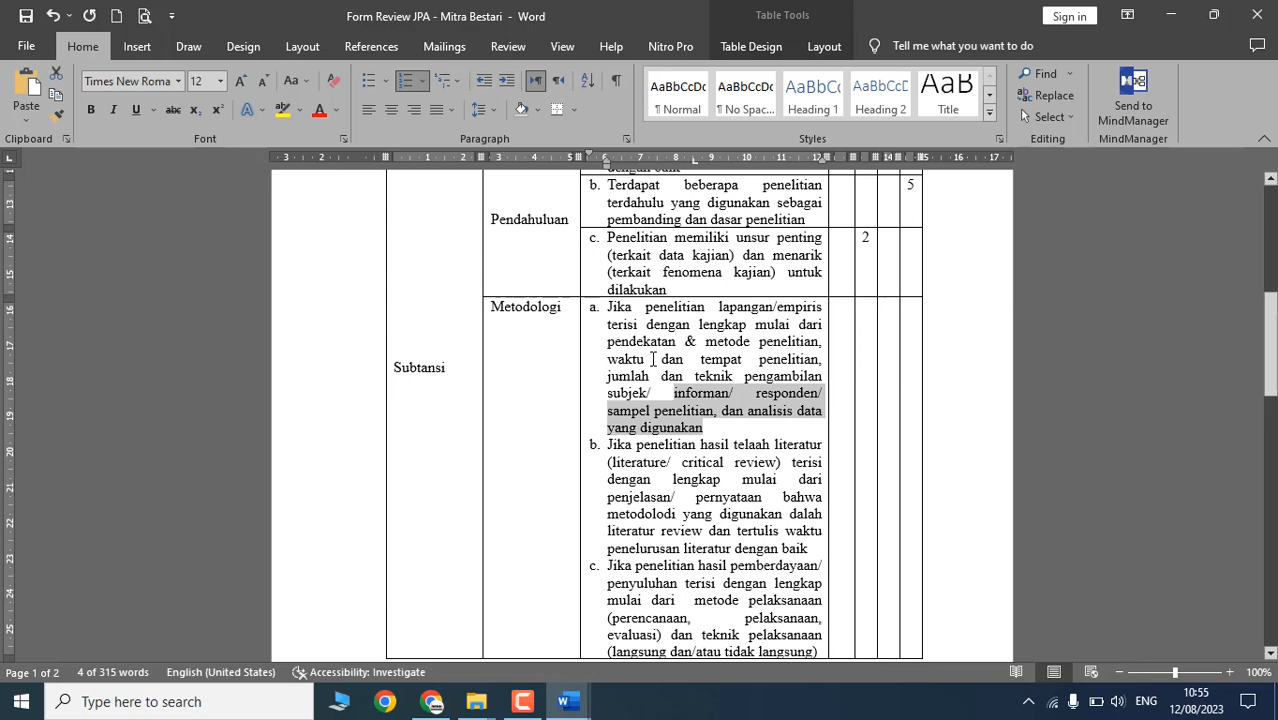 Form Review JPA - Mitra Bestari - Word
Table Tools
Sign in
File
Home
Insert
Draw
Design
Layout
References
Mailings
Review
View
Help
Nitro Pro
Table Design
Layout
Tell me what you want to do
Paste
Clipboard
Times New Roma
12
Font
Paragraph
AaBbCcC
¶ Normal
AaBbCcC
¶ No Spac...
AaBbCc
Heading 1
AaBbCcC
Heading 2
AaB
Title
Styles
Find
Replace
Select
Editing
Send to
MindManager
MindManager
dengan baik
Pendahuluan
b. Terdapat beberapa penelitian
terdahulu yang digunakan sebagai
pembanding dan dasar penelitian
5
c. Penelitian memiliki unsur penting
(terkait data kajian) dan menarik
(terkait fenomena kajian) untuk
dilakukan
2
Subtansi
Metodologi
a. Jika penelitian lapangan/empiris
terisi dengan lengkap mulai dari
pendekatan & metode penelitian,
waktu dan tempat penelitian,
jumlah dan teknik pengambilan
subjek/ informan/ responden/
sampel penelitian, dan analisis data
yang digunakan
b. Jika penelitian hasil telaah literatur
(literature/ critical review) terisi
dengan lengkap mulai dari
penjelasan/ pernyataan bahwa
metodolodi yang digunakan dalah
literatur review dan tertulis waktu
penelurusan literatur dengan baik
c. Jika penelitian hasil pemberdayaan/
penyuluhan terisi dengan lengkap
mulai dari metode pelaksanaan
(perencanaan, pelaksanaan,
evaluasi) dan teknik pelaksanaan
(langsung dan/atau tidak langsung)
Page 1 of 2
4 of 315 words
English (United States)
Accessibility: Investigate
100%
Type here to search
ENG
10:55
12/08/2023